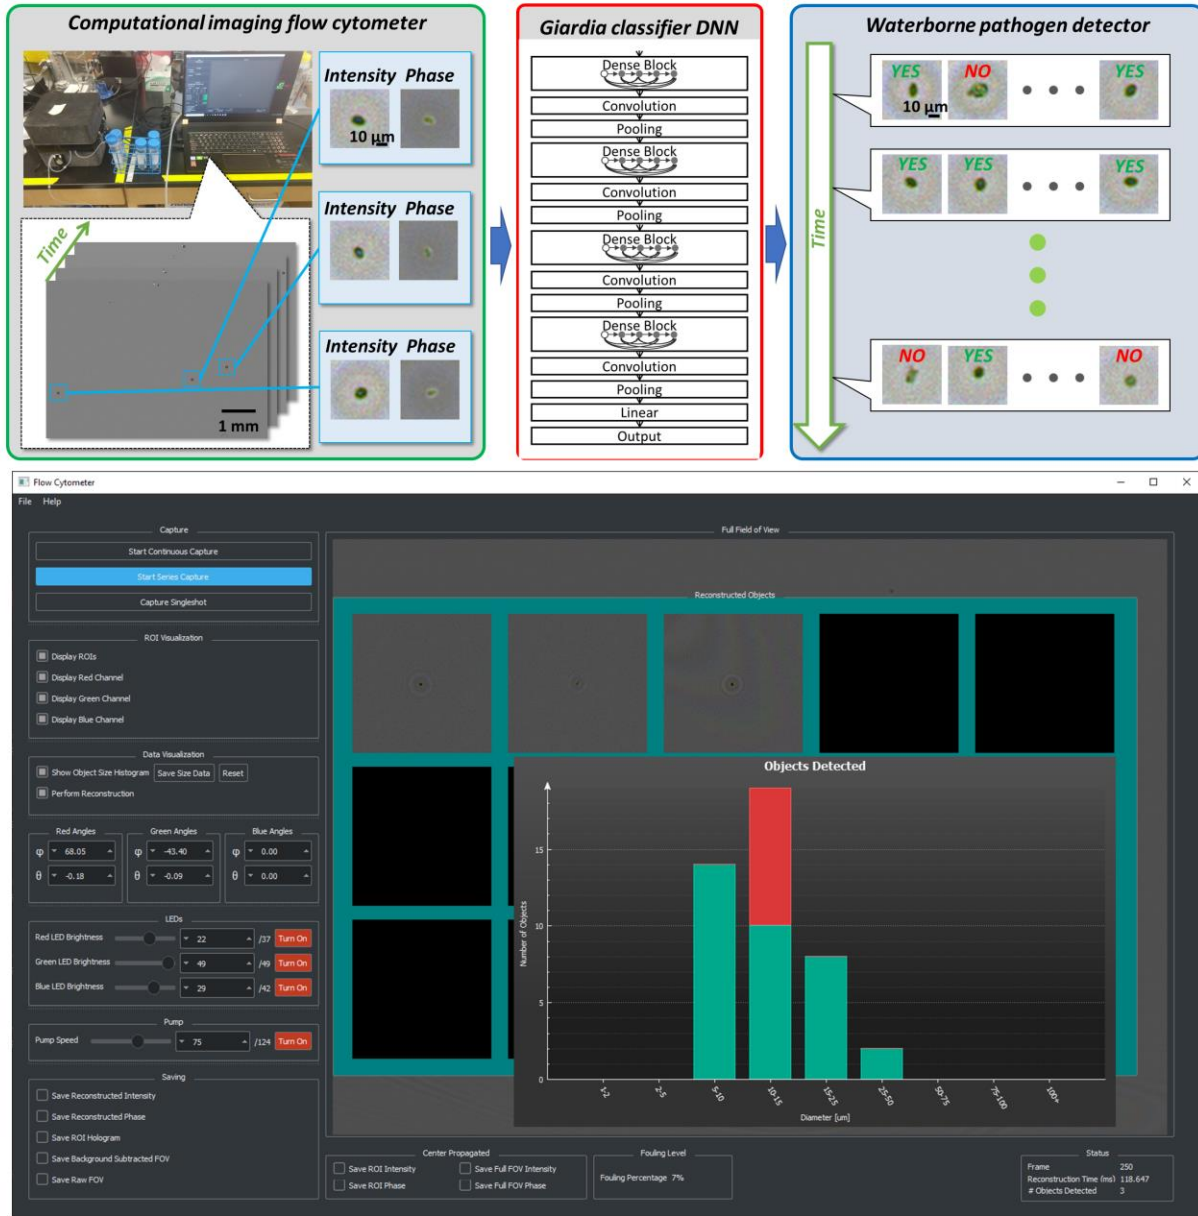 Computational imaging flow cytometer
Intensity Phase
10 µm
Intensity Phase
Intensity Phase
Time
1 mm
Giardia classifier DNN
Dense Block
Convolution
Pooling
Dense Block
Convolution
Pooling
Dense Block
Convolution
Pooling
Dense Block
Convolution
Pooling
Linear
Output
Waterborne pathogen detector
Time
YES NO YES
10 µm
YES YES YES
NO YES NO
Flow Cytometer
File Help
Capture
Start Continuous Capture
Start Series Capture
Capture Singleshot
ROI Visualization
Display ROIs
Display Red Channel
Display Green Channel
Display Blue Channel
Data Visualization
Show Object Size Histogram Save Size Data Reset
Perform Reconstruction
Red Angles Green Angles Blue Angles
φ 68.05 φ -43.40 φ 0.00
θ -0.18 θ -0.09 θ 0.00
LEDs
Red LED Brightness 22 /37 Turn On
Green LED Brightness 49 /49 Turn On
Blue LED Brightness 29 /42 Turn On
Pump
Pump Speed 75 /124 Turn On
Saving
Save Reconstructed Intensity
Save Reconstructed Phase
Save ROI Hologram
Save Background Subtracted FOV
Save Raw FOV
Full Field of View
Reconstructed Objects
Objects Detected
Number of Objects
15
10
5
0
1-2 2-5 5-10 10-15 15-25 25-50 50-75 75-100 100+
Diameter [um]
Center Propagated
Save ROI Intensity Save Full FOV Intensity
Save ROI Phase Save Full FOV Phase
Fouling Level
Fouling Percentage 7%
Status
Frame 250
Reconstruction Time (ms) 118.647
# Objects Detected 3